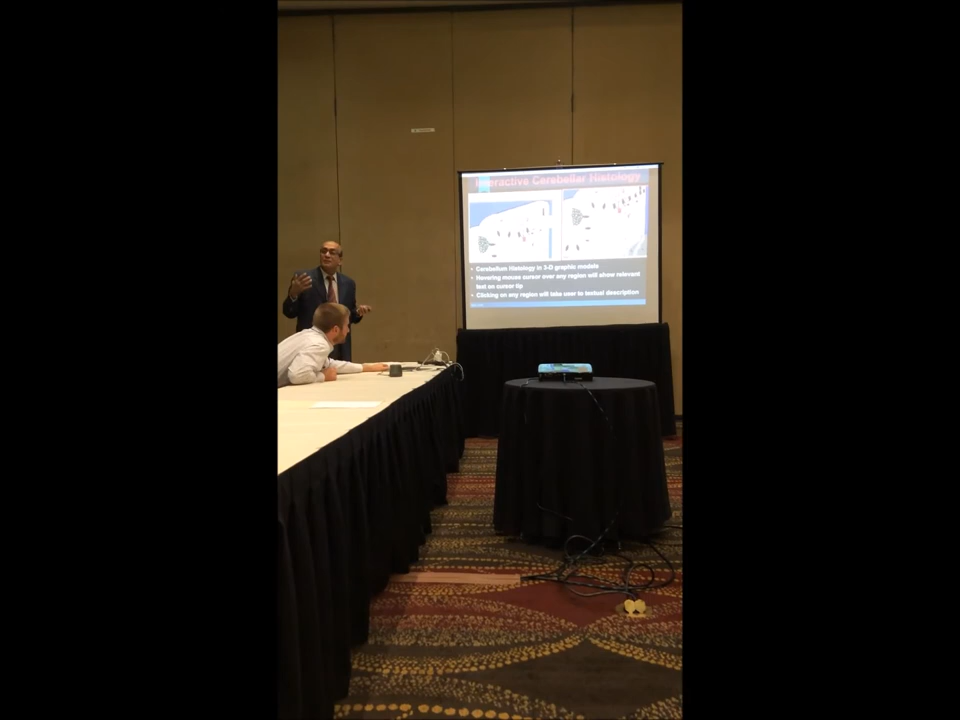 Interactive Cerebellar Histology
• Cerebellum Histology in 3-D graphic models
• Hovering mouse cursor over any region will show relevant
text on cursor tip
• Clicking on any region will take user to textual description